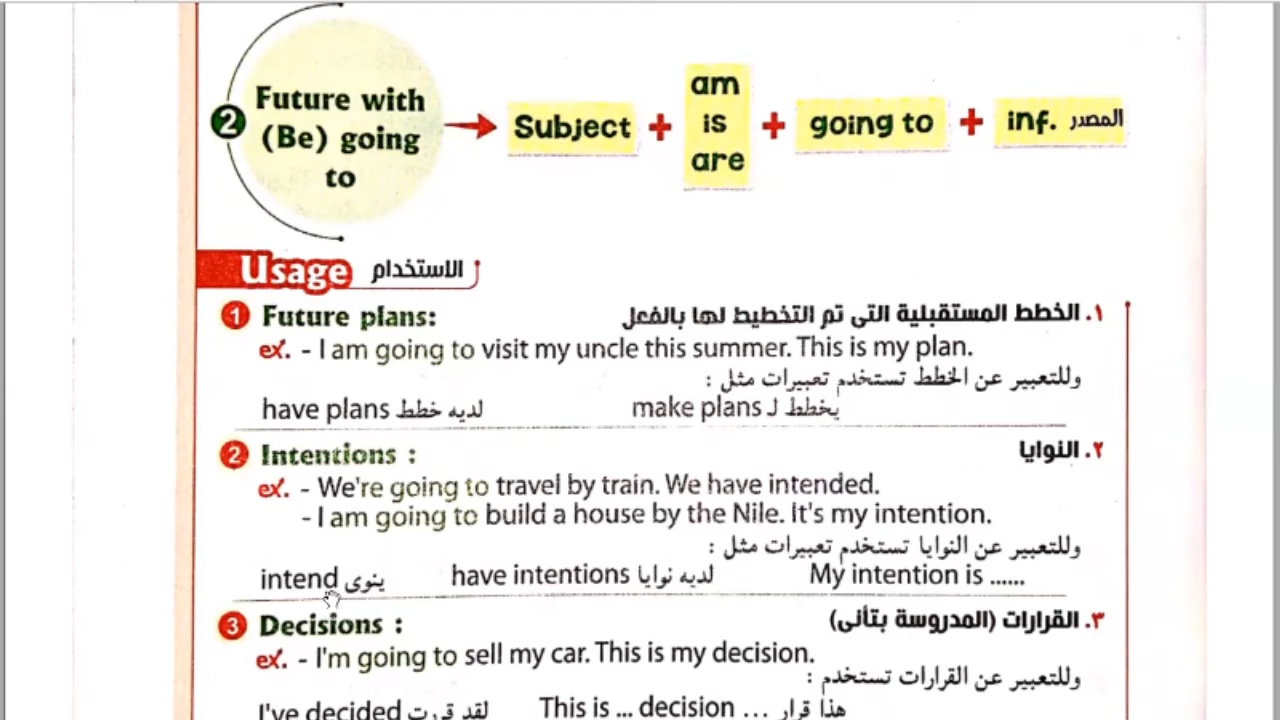 2 Future with (Be) going to
Subject + am is are + going to + inf. المصدر
Usage الاستخدام
1 Future plans: ١. الخطط المستقبلية التى تم التخطيط لها بالفعل
ex. - I am going to visit my uncle this summer. This is my plan.
وللتعبير عن الخطط تستخدم تعبيرات مثل :
have plans لديه خطط make plans يخطط لـ
2 Intentions : ٢. النوايا
ex. - We're going to travel by train. We have intended.
- I am going to build a house by the Nile. It's my intention.
وللتعبير عن النوايا تستخدم تعبيرات مثل :
intend ينوى have intentions لديه نوايا My intention is ......
3 Decisions : ٣. القرارات (المدروسة بتأنى)
ex. - I'm going to sell my car. This is my decision.
وللتعبير عن القرارات تستخدم :
I've decided لقد قررت This is ... decision ... هذا قرار